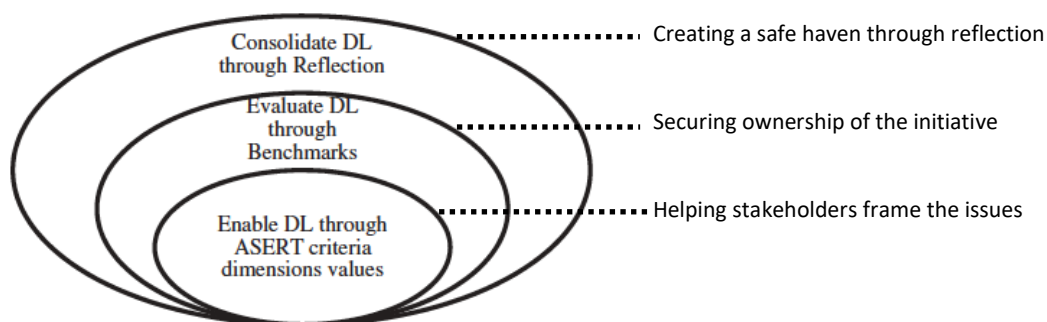 Consolidate DL
through Reflection
Creating a safe haven through reflection
Evaluate DL
through
Benchmarks
Securing ownership of the initiative
Enable DL through
ASERT criteria
dimensions values
Helping stakeholders frame the issues